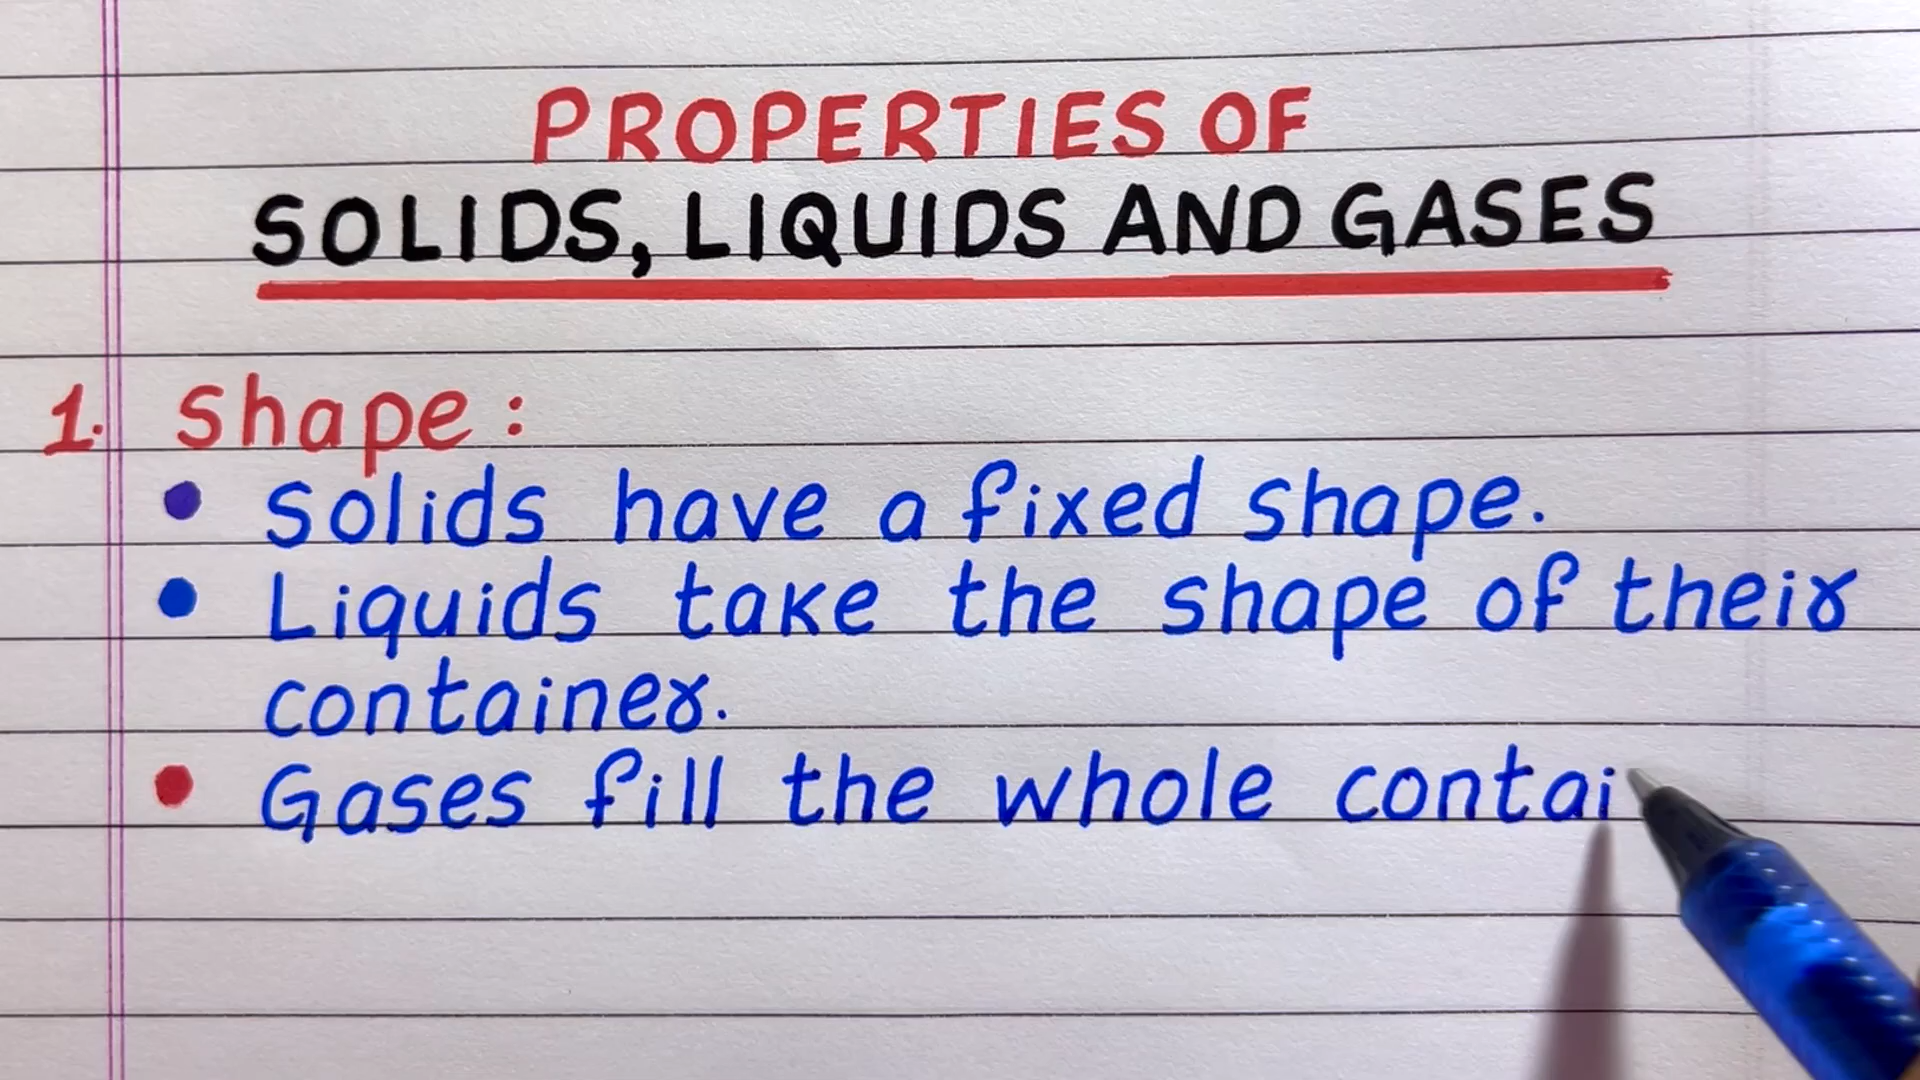 PROPERTIES OF
SOLIDS, LIQUIDS AND GASES
1. Shape:
• Solids have a fixed shape.
• Liquids take the shape of their
container.
• Gases fill the whole contai